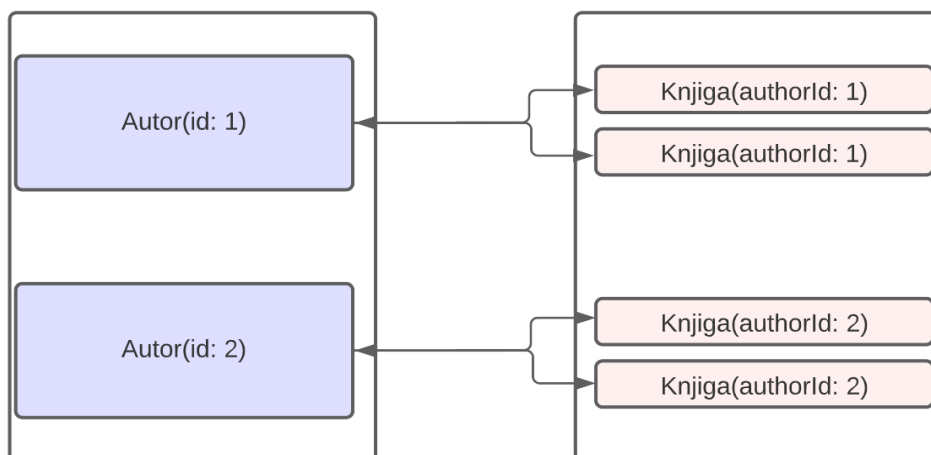 Autor(id: 1)
Knjiga(authorId: 1)
Knjiga(authorId: 1)
Autor(id: 2)
Knjiga(authorId: 2)
Knjiga(authorId: 2)